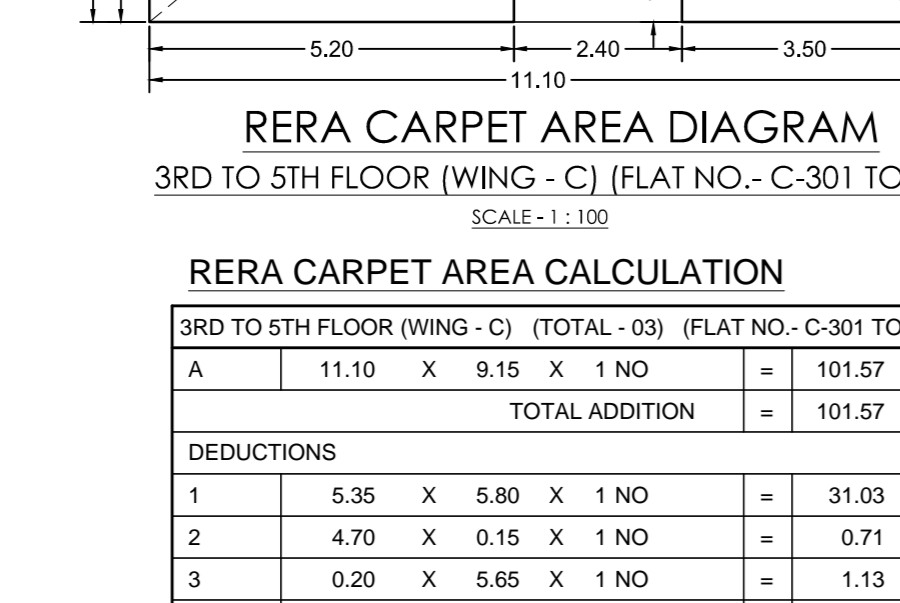 5.20 2.40 3.50
11.10
RERA CARPET AREA DIAGRAM
3RD TO 5TH FLOOR (WING - C) (FLAT NO.- C-301 TO
SCALE - 1 : 100
RERA CARPET AREA CALCULATION
3RD TO 5TH FLOOR (WING - C) (TOTAL - 03) (FLAT NO.- C-301 TO
A 11.10 X 9.15 X 1 NO = 101.57
TOTAL ADDITION = 101.57
DEDUCTIONS
1 5.35 X 5.80 X 1 NO = 31.03
2 4.70 X 0.15 X 1 NO = 0.71
3 0.20 X 5.65 X 1 NO = 1.13